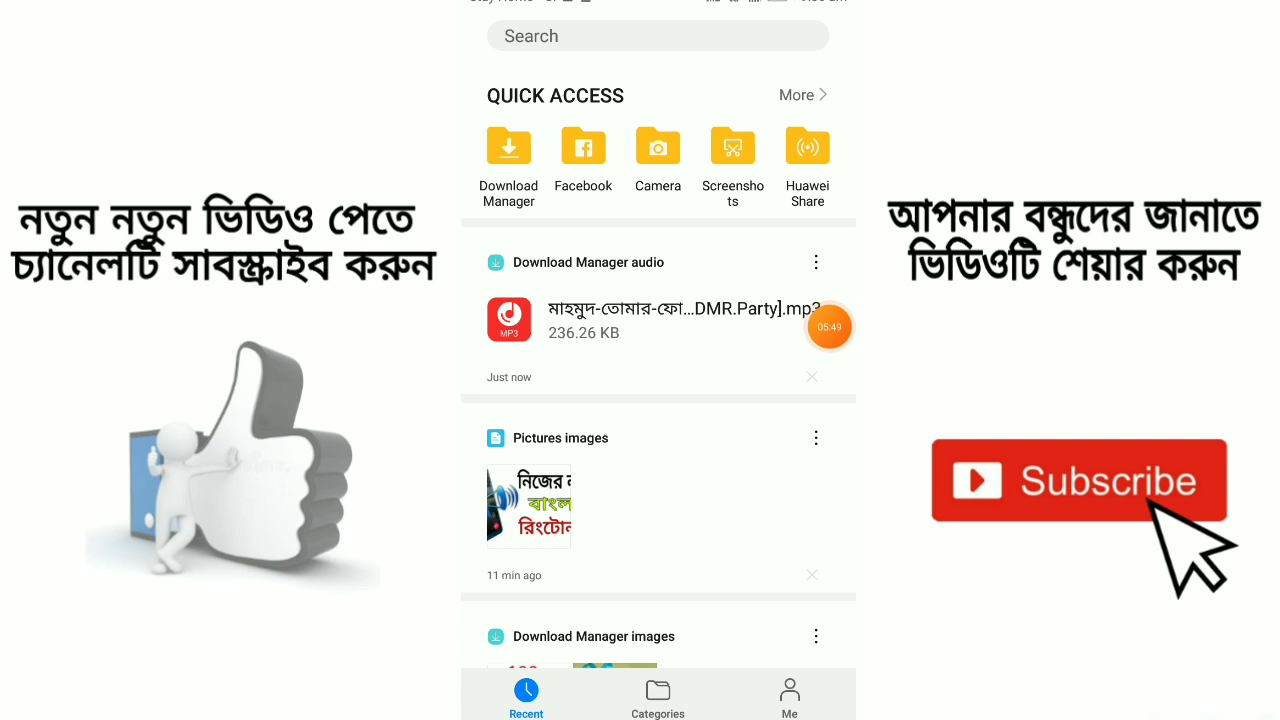 Search
QUICK ACCESS
More
Download
Manager
Facebook
Camera
Screensho
ts
Huawei
Share
নতুন নতুন ভিডিও পেতে
চ্যানেলটি সাবস্ক্রাইব করুন
আপনার বন্ধুদের জানাতে
ভিডিওটি শেয়ার করুন
Download Manager audio
মাহমুদ-তোমার-ফো...DMR.Party].mp3
MP3
236.26 KB
05:49
Just now
Pictures images
নিজের
রিংটোন
11 min ago
Subscribe
Download Manager images
Recent
Categories
Me